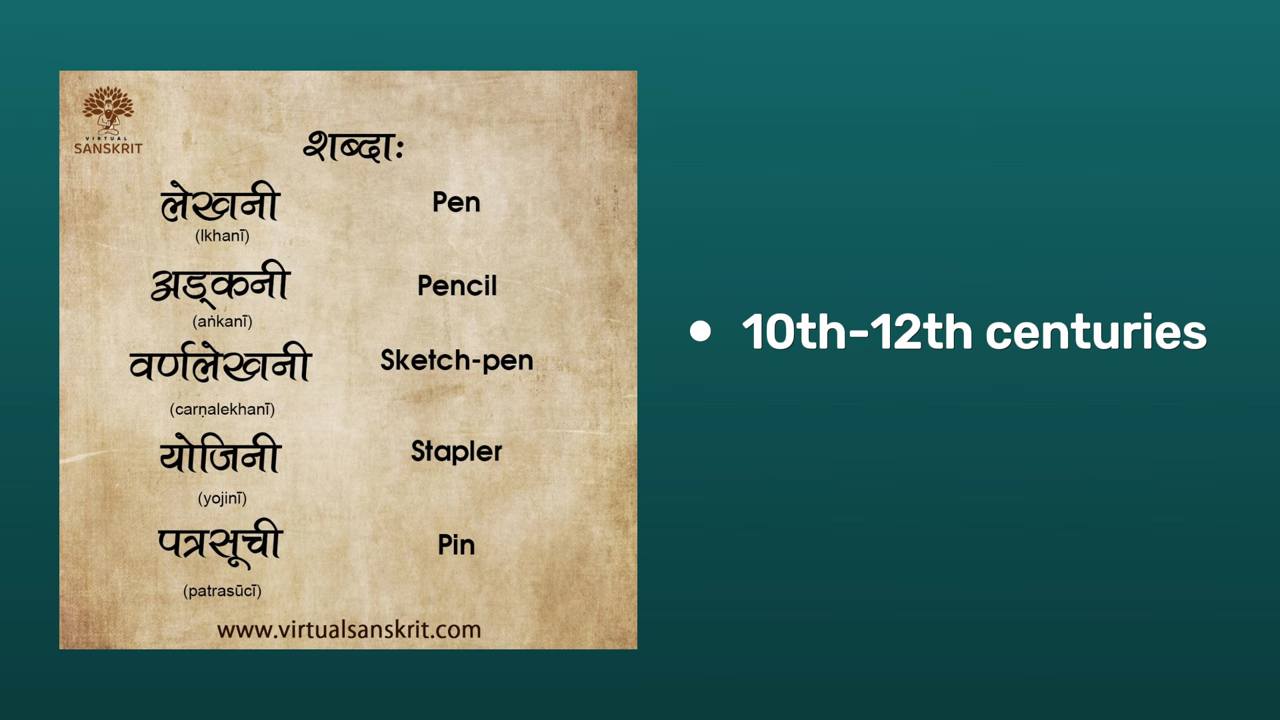 VIRTUAL
SANSKRIT
शब्दाः
लेखनी Pen
(lkhanī)
अङ्कनी Pencil
(aṅkanī)
वर्णलेखनी Sketch-pen
(carṇalekhanī)
योजिनी Stapler
(yojinī)
पत्रसूची Pin
(patrasūcī)
www.virtualsanskrit.com
• 10th-12th centuries